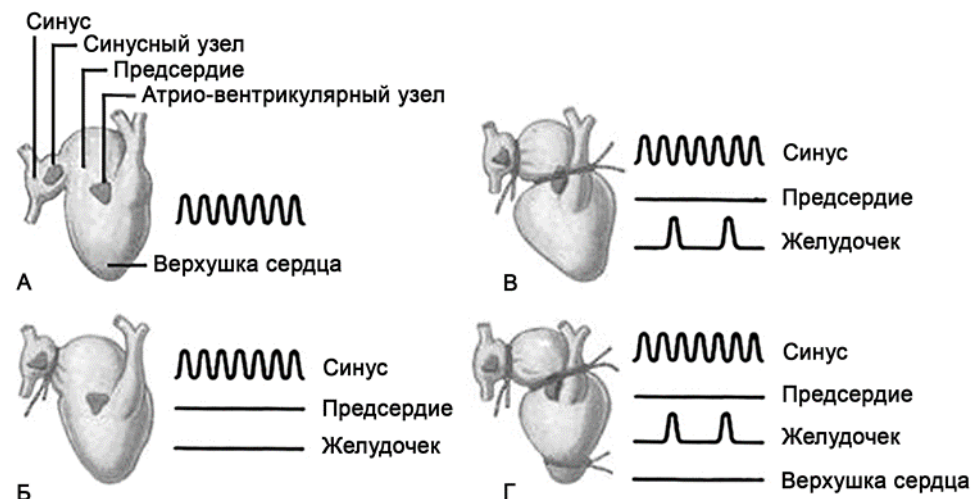 Синус
Синусный узел
Предсердие
Атрио-вентрикулярный узел
Верхушка сердца
А
Синус
Предсердие
Желудочек
Б
Синус
Предсердие
Желудочек
В
Синус
Предсердие
Желудочек
Верхушка сердца
Г